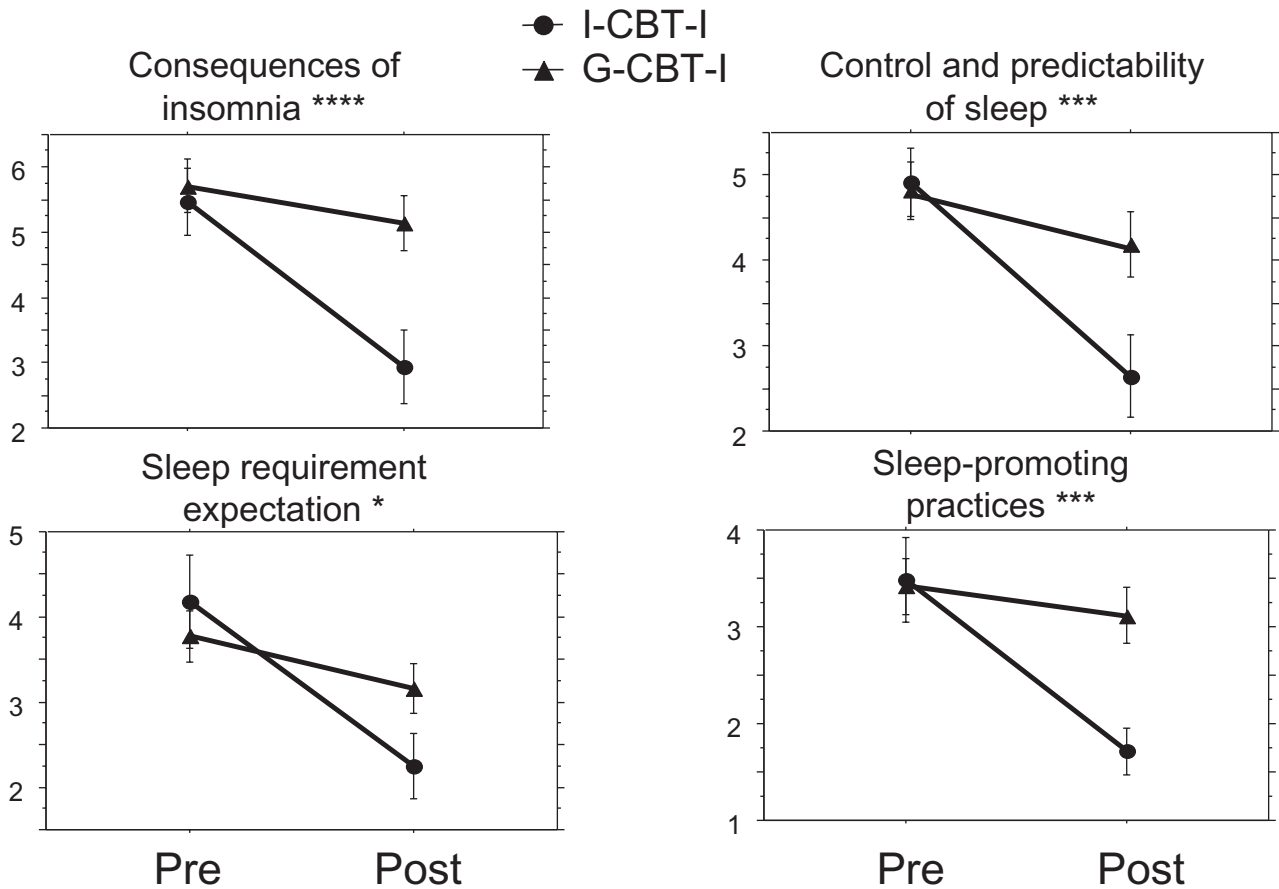 I-CBT-I
G-CBT-I
Consequences of
insomnia ****
6
5
4
3
2
Control and predictability
of sleep ***
5
4
3
2
Sleep requirement
expectation *
5
4
3
2
Pre Post
Sleep-promoting
practices ***
4
3
2
1
Pre Post